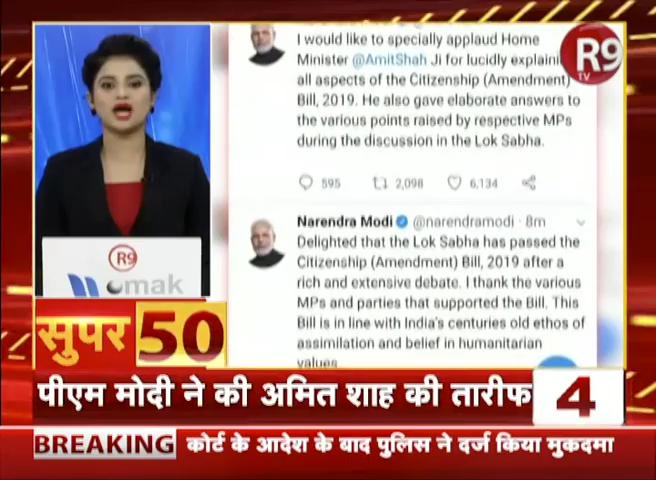 I would like to specially applaud Home
Minister @AmitShah Ji for lucidly
all aspects of the Citizenship (Amendment)
Bill, 2019. He also gave elaborate answers to
the various points raised by respective MPs
during the discussion in the Lok Sabha.
595 2,098 6,134
Narendra Modi @narendramodi · 8m
Delighted that the Lok Sabha has passed the
Citizenship (Amendment) Bill, 2019 after a
rich and extensive debate. I thank the various
MPs and parties that supported the Bill. This
Bill is in line with India's centuries old ethos of
assimilation and belief in humanitarian
values
R9
TV
R9
mak
सुपर 50
पीएम मोदी ने की अमित शाह की तारीफ 4
BREAKING कोर्ट के आदेश के बाद पुलिस ने दर्ज किया मुकदमा